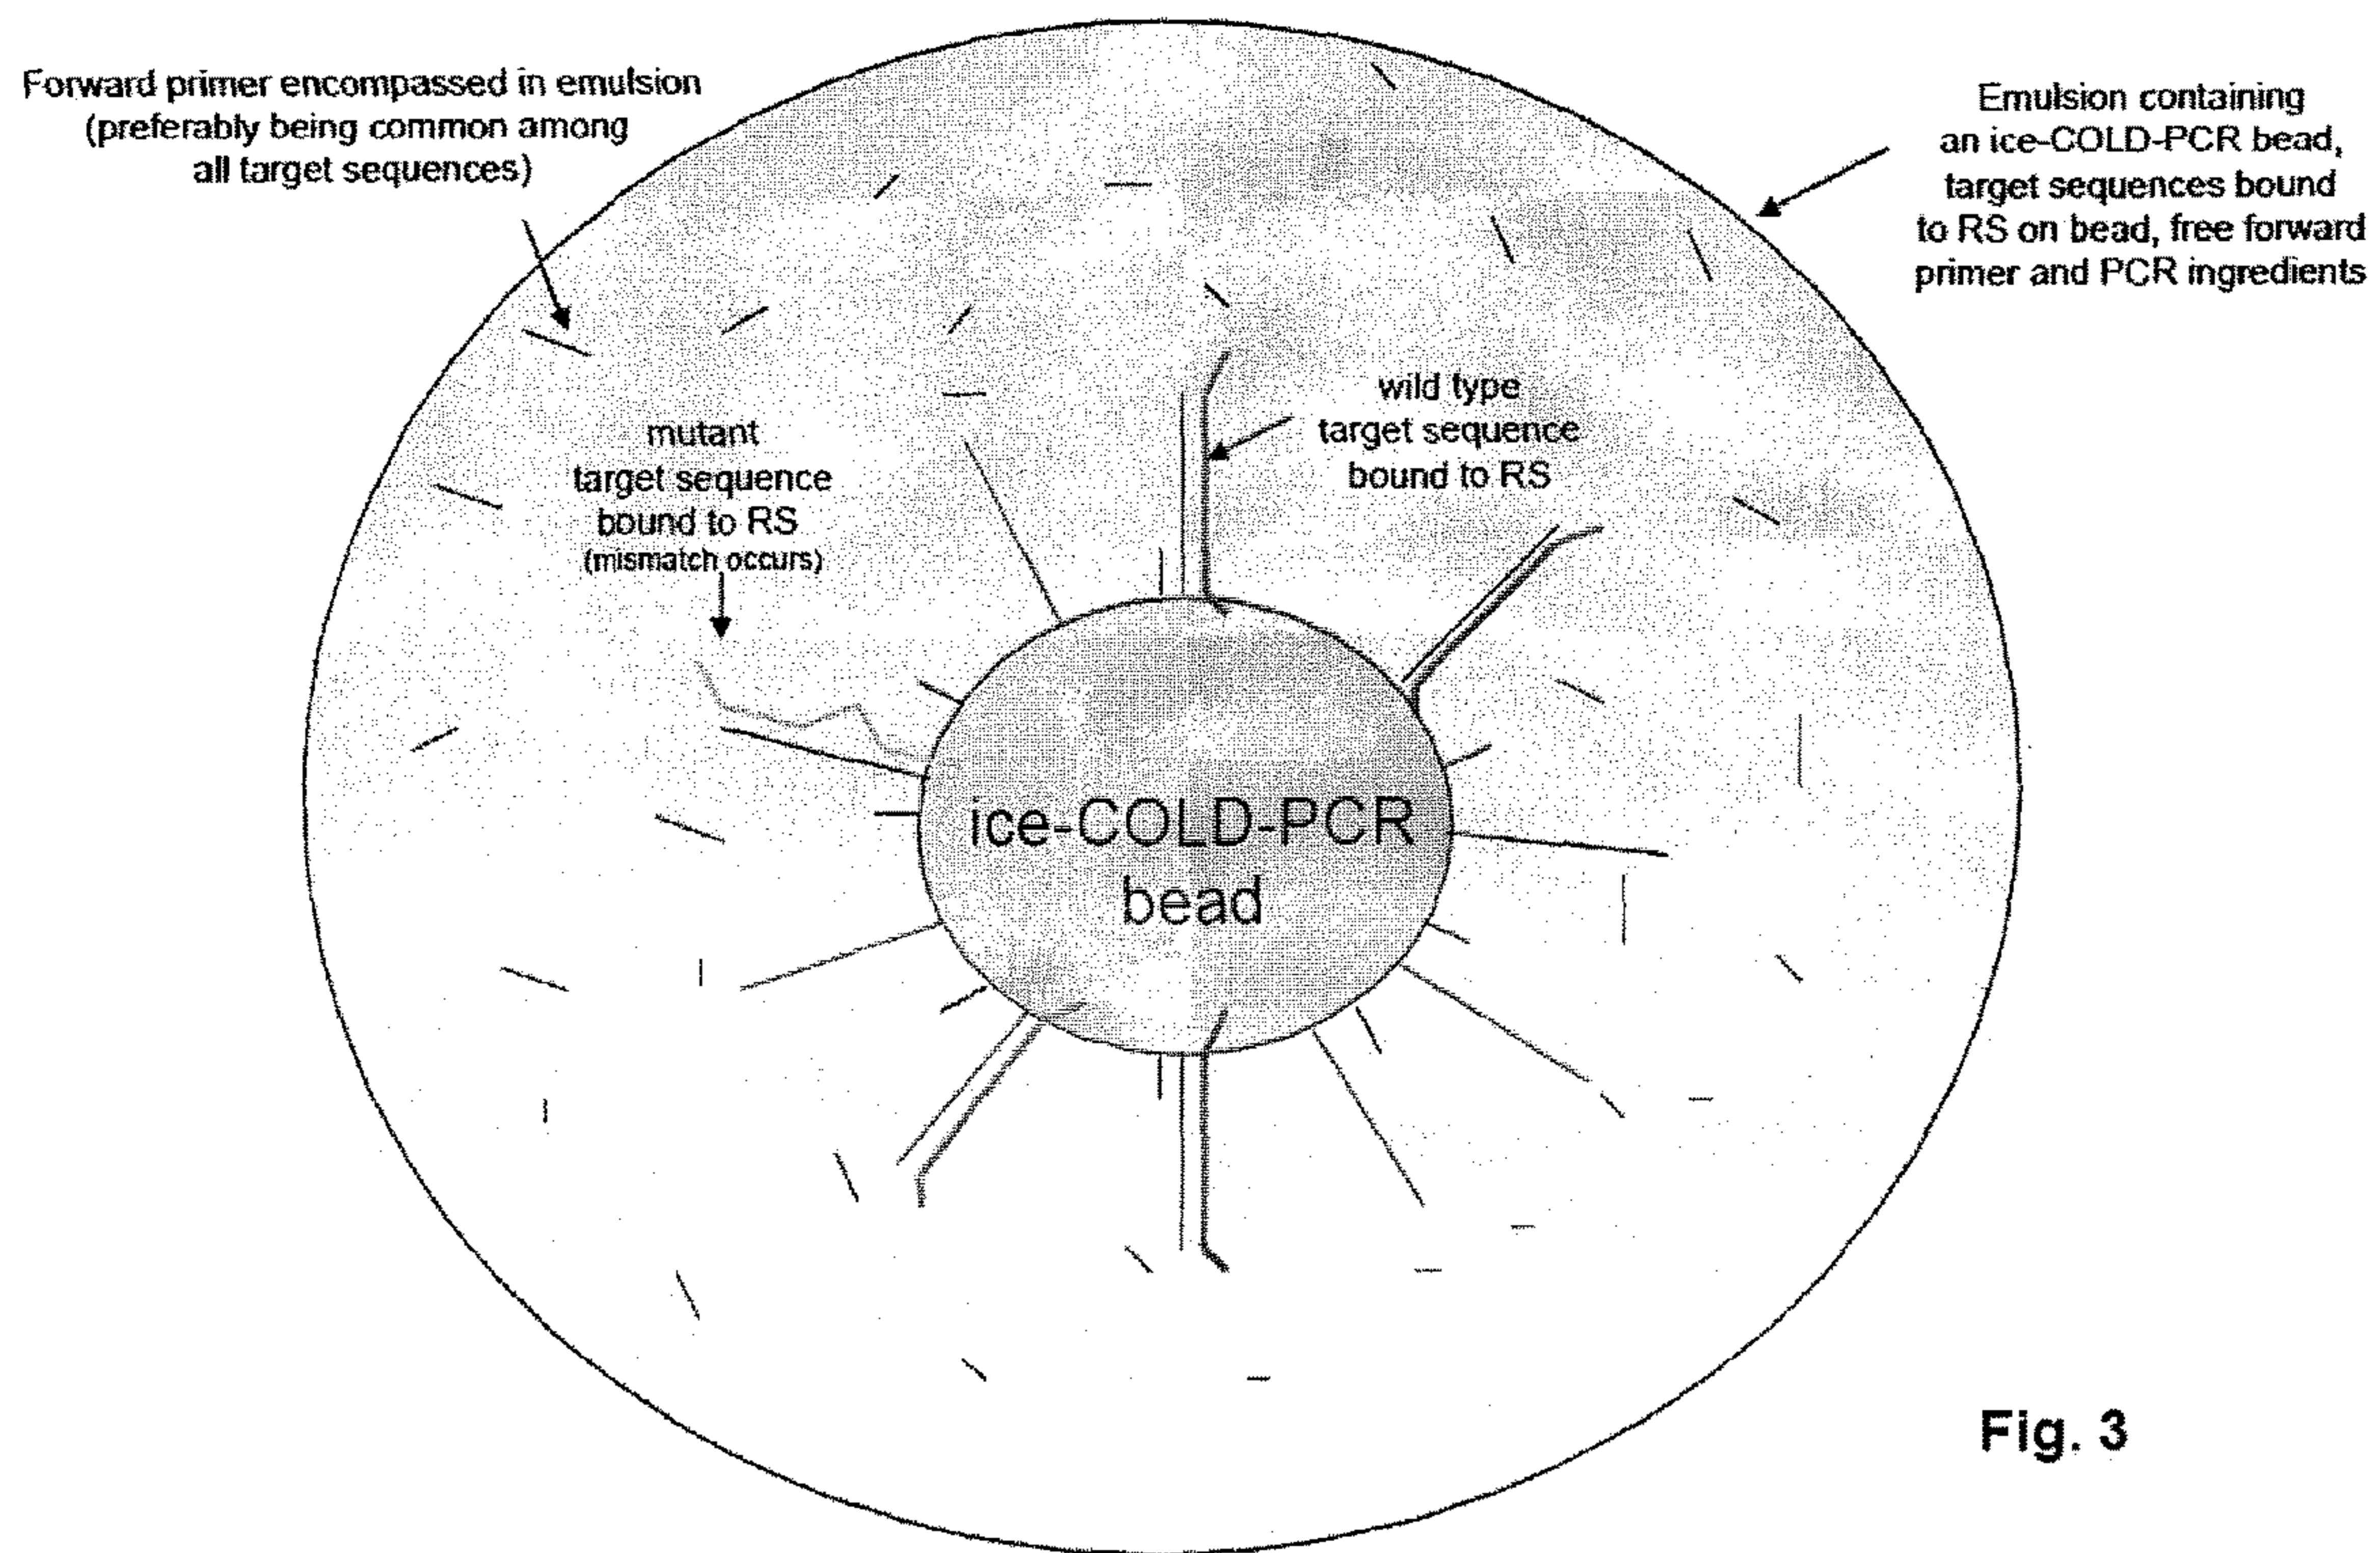 Forward primer encompassed in emulsion
(preferably being common among
all target sequences)
Emulsion containing
an ice-COLD-PCR bead,
target sequences bound
to RS on bead, free forward
primer and PCR ingredients
wild type
target sequence
bound to RS
mutant
target sequence
bound to RS
(mismatch occurs)
ice-COLD-PCR
bead
Fig. 3